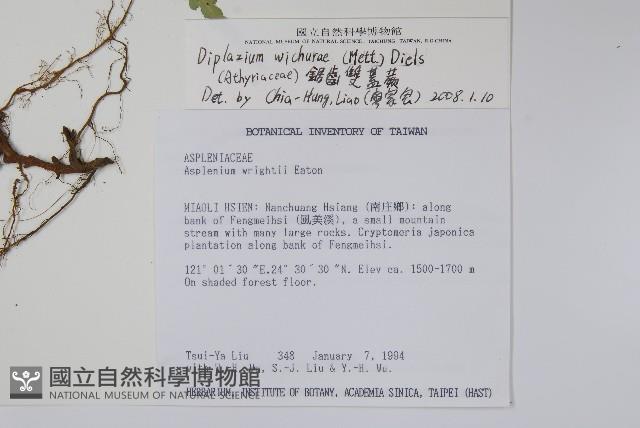 國立自然科學博物館
NATIONAL MUSEUM OF NATURAL SCIENCE, TAICHUNG, TAIWAN, R.O.CHINA
Diplazium wichurae (Mett.) Diels
(Athyriaceae) 鋸齒雙蓋蕨
Det. by Chia-Hung, Liao (廖家宏) 2008.1.10
BOTANICAL INVENTORY OF TAIWAN
ASPLENIACEAE
Asplenium wrightii Eaton
MIAOLI HSIEN: Nanchuang Hsiang (南庄鄉): along
bank of Fengmeihsi (風美溪), a small mountain
stream with many large rocks. Cryptomeria japonica
plantation along bank of Fengmeihsi.
121° 01´30 ˝E.24° 30´30 ˝N. Elev ca. 1500-1700 m
On shaded forest floor.
Tsui-Ya Liu 348 January 7, 1994
S.-J. Liu & Y.-H. Wu.
HERBARIUM, INSTITUTE OF BOTANY, ACADEMIA SINICA, TAIPEI (HAST)
國立自然科學博物館
NATIONAL MUSEUM OF NATURAL SCIENCE